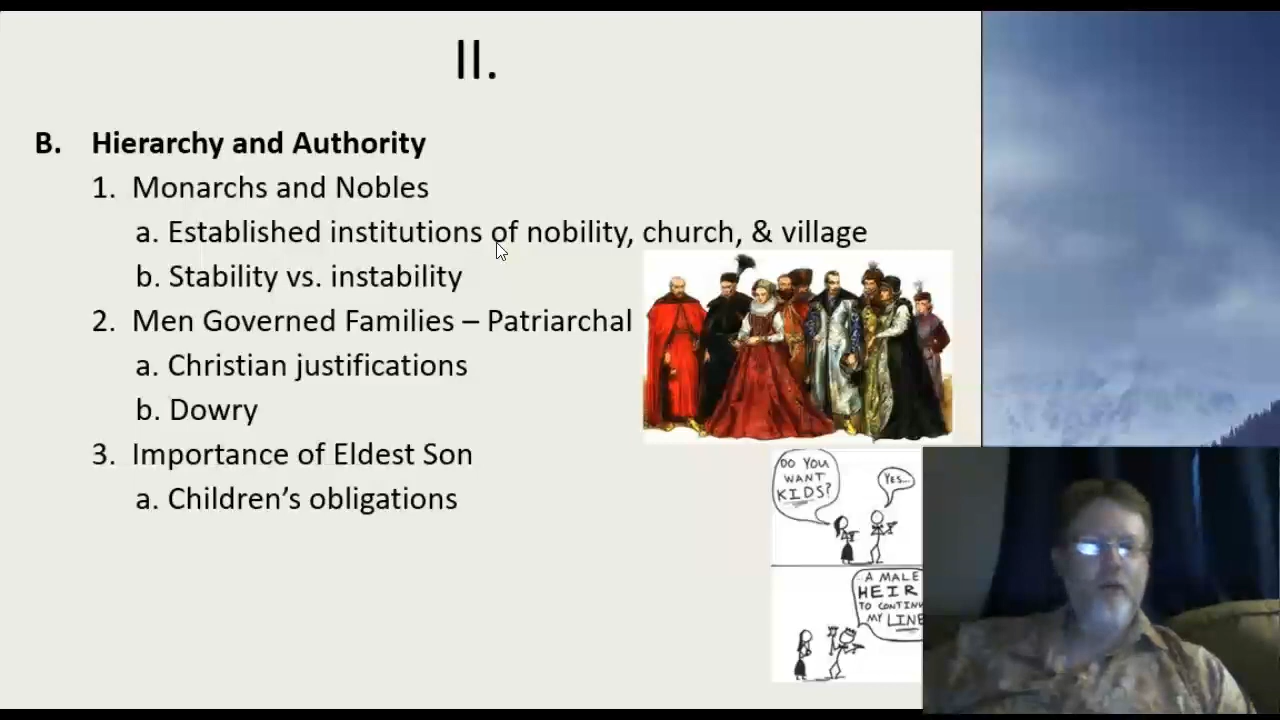 II.
B. Hierarchy and Authority
1. Monarchs and Nobles
a. Established institutions of nobility, church, & village
b. Stability vs. instability
2. Men Governed Families – Patriarchal
a. Christian justifications
b. Dowry
3. Importance of Eldest Son
a. Children’s obligations
DO YOU
WANT
KIDS?
YES...
A MALE
HEIR
TO CONTINU
MY LINE